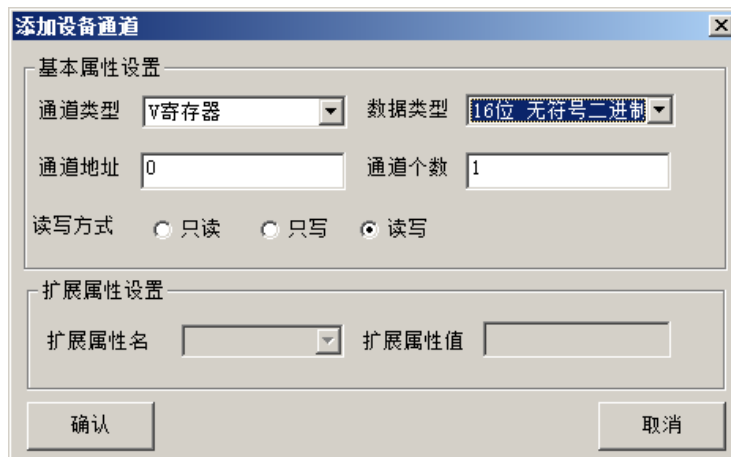 添加设备通道
基本属性设置
通道类型 V寄存器 数据类型 16位 无符号二进制
通道地址 0 通道个数 1
读写方式 只读 只写 读写
扩展属性设置
扩展属性名 扩展属性值
确认 取消